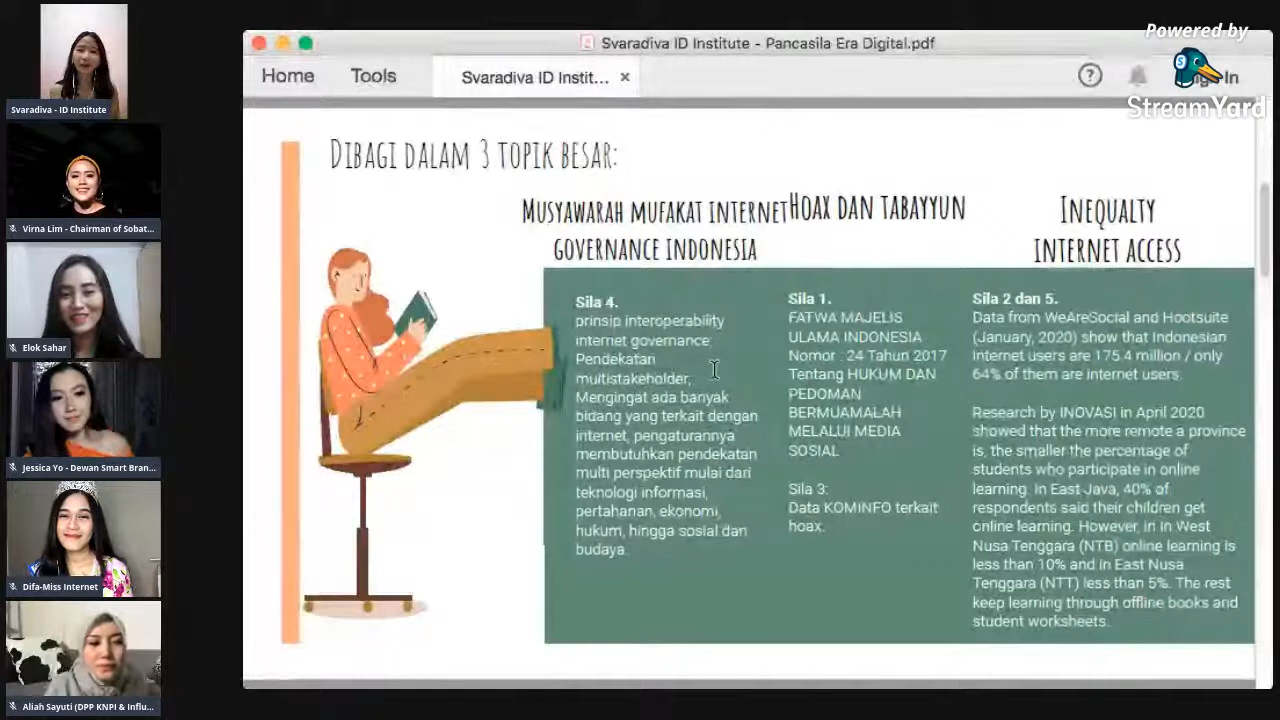 Svaradiva - ID Institute
Virna Lim - Chairman of Sobat...
Elok Sahar
Jessica Yo - Dewan Smart Bran...
Difa-Miss Internet
Aliah Sayuti (DPP KNPI & Influ...
Powered by
StreamYard
Svaradiva ID Institute - Pancasila Era Digital.pdf
Home
Tools
Svaradiva ID Instit...
In
DIBAGI DALAM 3 TOPIK BESAR:
MUSYAWARAH MUFAKAT INTERNET
GOVERNANCE INDONESIA
Sila 4.
prinsip interoperability
internet governance:
Pendekatan
multistakeholder,
Mengingat ada banyak
bidang yang terkait dengan
internet, pengaturannya
membutuhkan pendekatan
multi perspektif mulai dari
teknologi informasi,
pertahanan, ekonomi,
hukum, hingga sosial dan
budaya.
HOAX DAN TABAYYUN
Sila 1.
FATWA MAJELIS
ULAMA INDONESIA
Nomor : 24 Tahun 2017
Tentang HUKUM DAN
PEDOMAN
BERMUAMALAH
MELALUI MEDIA
SOSIAL
Sila 3:
Data KOMINFO terkait
hoax.
INEQUALTY
INTERNET ACCESS
Sila 2 dan 5.
Data from WeAreSocial and Hootsuite
(January, 2020) show that Indonesian
Internet users are 175.4 million / only
64% of them are internet users.
Research by INOVASI in April 2020
showed that the more remote a province
is, the smaller the percentage of
students who participate in online
learning. In East Java, 40% of
respondents said their children get
online learning. However, in In West
Nusa Tenggara (NTB) online learning is
less than 10% and in East Nusa
Tenggara (NTT) less than 5%. The rest
keep learning through offline books and
student worksheets.